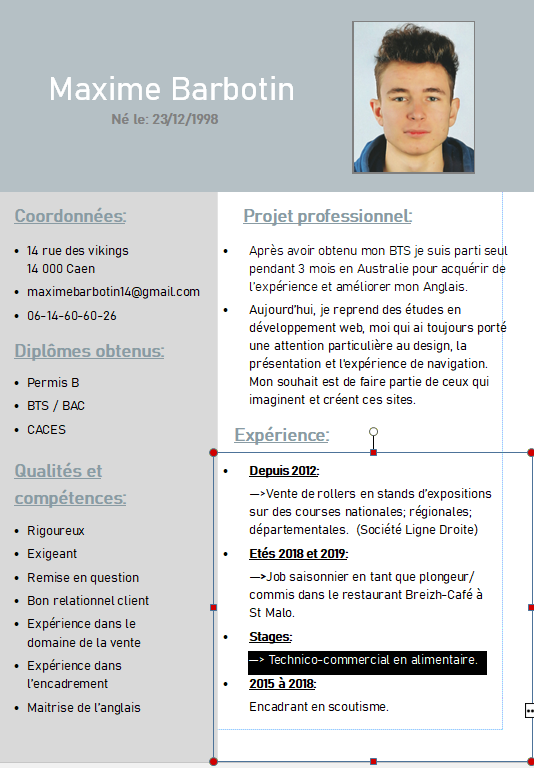 Maxime Barbotin
Né le: 23/12/1998
Coordonnées:
• 14 rue des vikings
14 000 Caen
• maximebarbotin14@gmail.com
• 06-14-60-60-26
Diplômes obtenus:
• Permis B
• BTS / BAC
• CACES
Qualités et
compétences:
• Rigoureux
• Exigeant
• Remise en question
• Bon relationnel client
• Expérience dans le
domaine de la vente
• Expérience dans
l'encadrement
• Maitrise de l'anglais
Projet professionnel:
• Après avoir obtenu mon BTS je suis parti seul
pendant 3 mois en Australie pour acquérir de
l'expérience et améliorer mon Anglais.
• Aujourd'hui, je reprend des études en
développement web, moi qui ai toujours porté
une attention particulière au design, la
présentation et l'expérience de navigation.
Mon souhait est de faire partie de ceux qui
imaginent et créent ces sites.
Expérience:
• Depuis 2012:
—>Vente de rollers en stands d'expositions
sur des courses nationales; régionales;
départementales. (Société Ligne Droite)
• Etés 2018 et 2019:
—>Job saisonnier en tant que plongeur/
commis dans le restaurant Breizh-Café à
St Malo.
• Stages:
—> Technico-commercial en alimentaire.
• 2015 à 2018:
Encadrant en scoutisme.